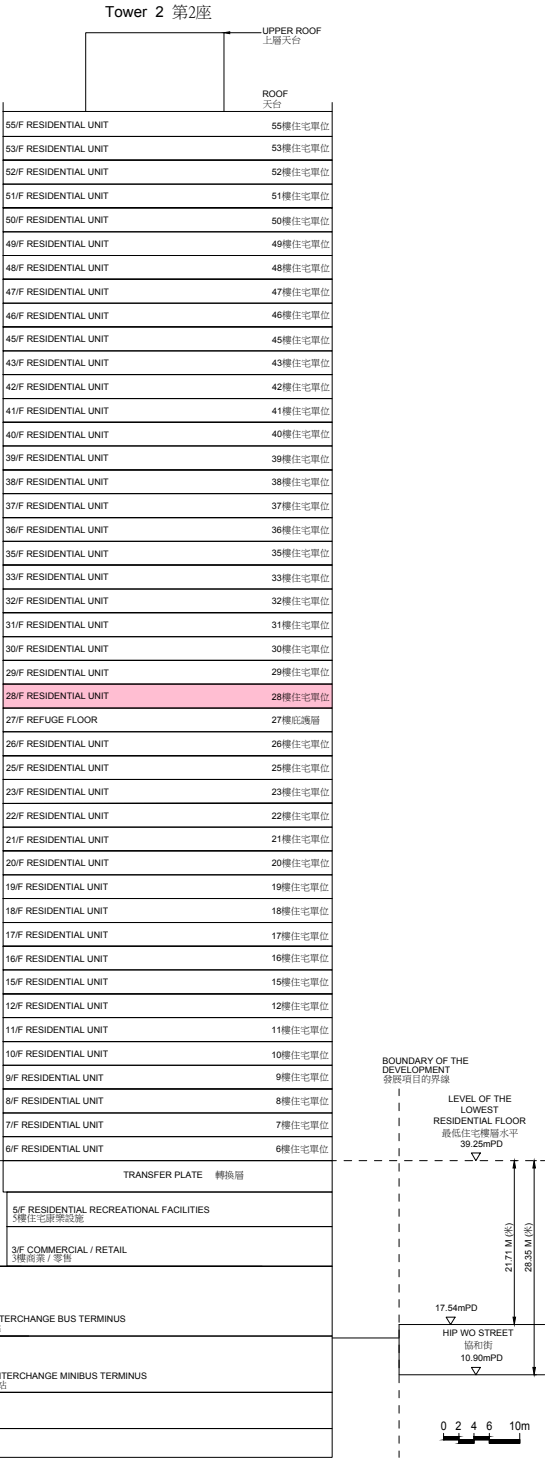 Tower 2 第2座
UPPER ROOF
上層天台
ROOF
天台
55/F RESIDENTIAL UNIT 55樓住宅單位
53/F RESIDENTIAL UNIT 53樓住宅單位
52/F RESIDENTIAL UNIT 52樓住宅單位
51/F RESIDENTIAL UNIT 51樓住宅單位
50/F RESIDENTIAL UNIT 50樓住宅單位
49/F RESIDENTIAL UNIT 49樓住宅單位
48/F RESIDENTIAL UNIT 48樓住宅單位
47/F RESIDENTIAL UNIT 47樓住宅單位
46/F RESIDENTIAL UNIT 46樓住宅單位
45/F RESIDENTIAL UNIT 45樓住宅單位
43/F RESIDENTIAL UNIT 43樓住宅單位
42/F RESIDENTIAL UNIT 42樓住宅單位
41/F RESIDENTIAL UNIT 41樓住宅單位
40/F RESIDENTIAL UNIT 40樓住宅單位
39/F RESIDENTIAL UNIT 39樓住宅單位
38/F RESIDENTIAL UNIT 38樓住宅單位
37/F RESIDENTIAL UNIT 37樓住宅單位
36/F RESIDENTIAL UNIT 36樓住宅單位
35/F RESIDENTIAL UNIT 35樓住宅單位
33/F RESIDENTIAL UNIT 33樓住宅單位
32/F RESIDENTIAL UNIT 32樓住宅單位
31/F RESIDENTIAL UNIT 31樓住宅單位
30/F RESIDENTIAL UNIT 30樓住宅單位
29/F RESIDENTIAL UNIT 29樓住宅單位
28/F RESIDENTIAL UNIT 28樓住宅單位
27/F REFUGE FLOOR 27樓庇護層
26/F RESIDENTIAL UNIT 26樓住宅單位
25/F RESIDENTIAL UNIT 25樓住宅單位
23/F RESIDENTIAL UNIT 23樓住宅單位
22/F RESIDENTIAL UNIT 22樓住宅單位
21/F RESIDENTIAL UNIT 21樓住宅單位
20/F RESIDENTIAL UNIT 20樓住宅單位
19/F RESIDENTIAL UNIT 19樓住宅單位
18/F RESIDENTIAL UNIT 18樓住宅單位
17/F RESIDENTIAL UNIT 17樓住宅單位
16/F RESIDENTIAL UNIT 16樓住宅單位
15/F RESIDENTIAL UNIT 15樓住宅單位
12/F RESIDENTIAL UNIT 12樓住宅單位
11/F RESIDENTIAL UNIT 11樓住宅單位
10/F RESIDENTIAL UNIT 10樓住宅單位
9/F RESIDENTIAL UNIT 9樓住宅單位
8/F RESIDENTIAL UNIT 8樓住宅單位
7/F RESIDENTIAL UNIT 7樓住宅單位
6/F RESIDENTIAL UNIT 6樓住宅單位
BOUNDARY OF THE
DEVELOPMENT
發展項目的界線
LEVEL OF THE
LOWEST
RESIDENTIAL FLOOR
最低住宅樓層水平
39.25mPD
TRANSFER PLATE 轉換層
5/F RESIDENTIAL RECREATIONAL FACILITIES
5樓住宅康樂設施
3/F COMMERCIAL / RETAIL
3樓商業 / 零售
21.71 M (米)
28.35 M (米)
TERCHANGE BUS TERMINUS
17.54mPD
HIP WO STREET
協和街
10.90mPD
NTERCHANGE MINIBUS TERMINUS
站
0 2 4 6 10m